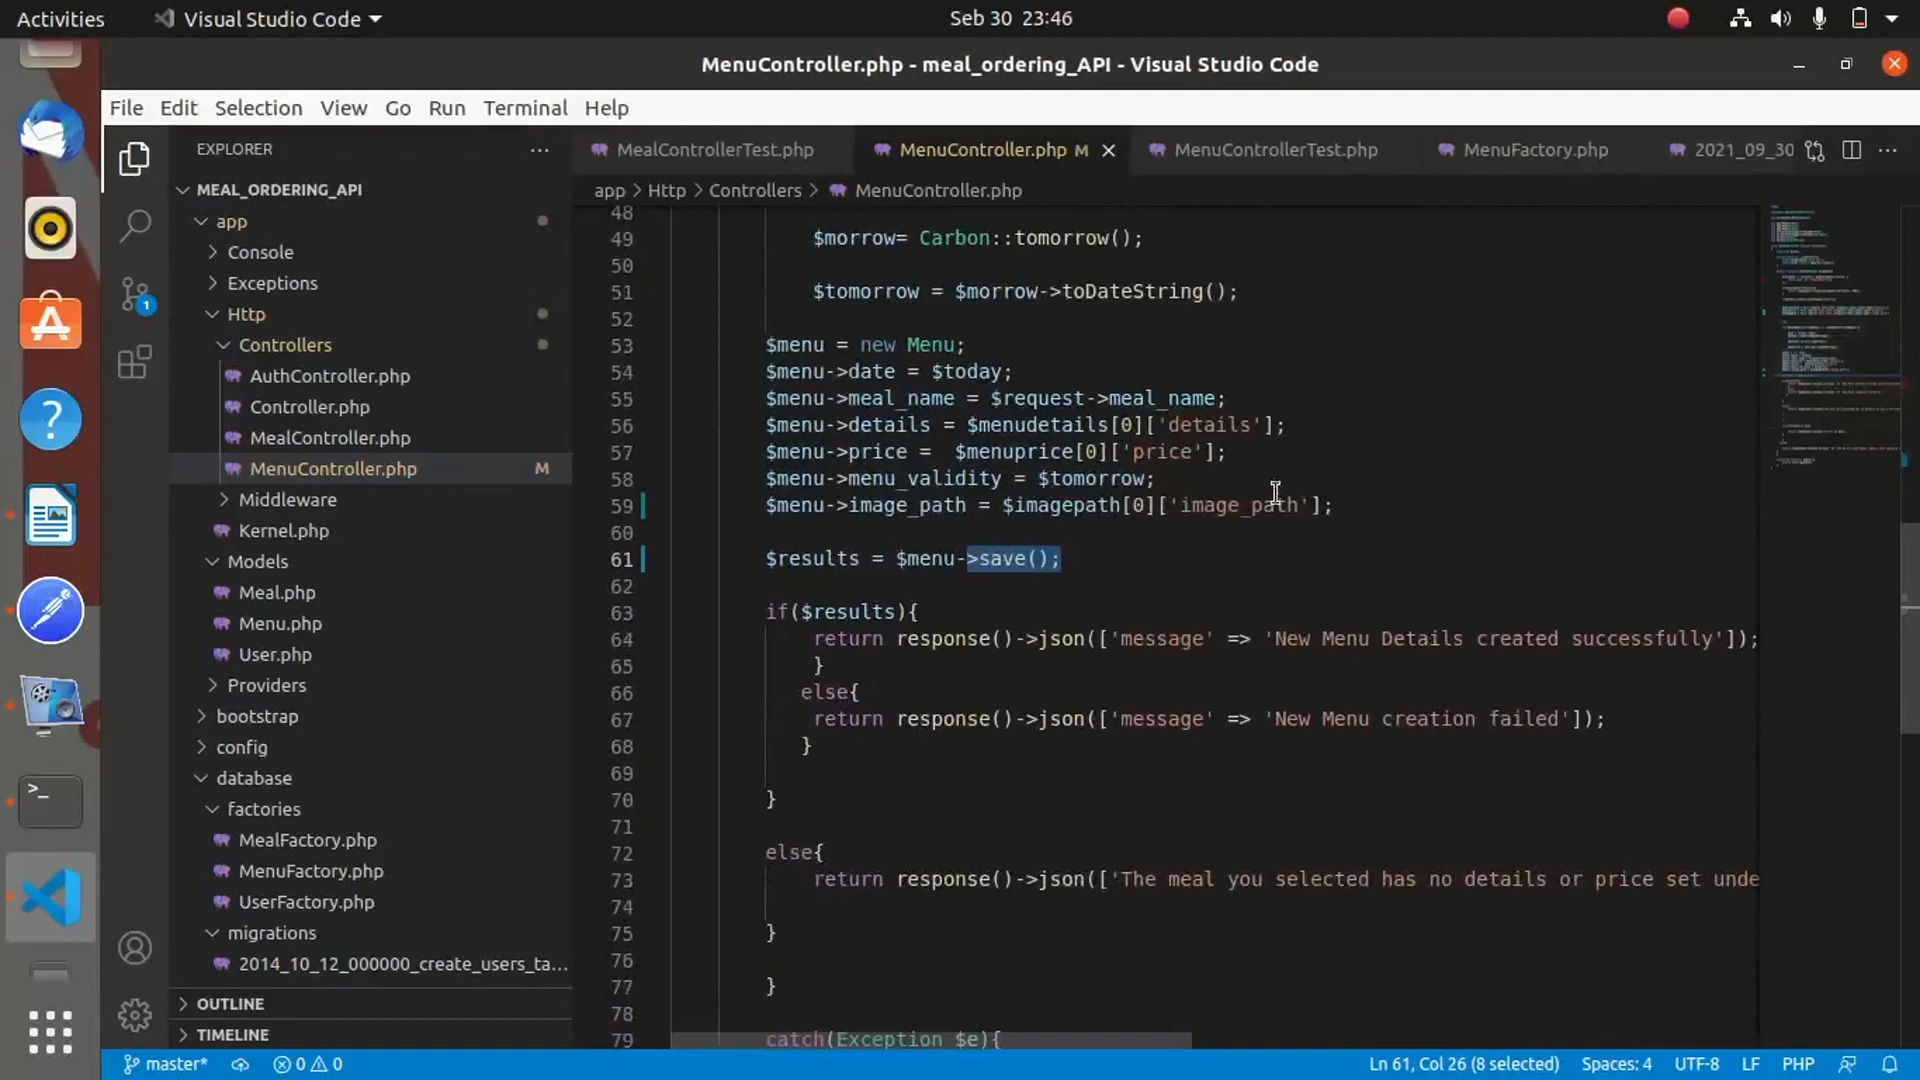 Activities
Visual Studio Code
Seb 30 23:46
MenuController.php - meal_ordering_API - Visual Studio Code
File Edit Selection View Go Run Terminal Help
EXPLORER
MealControllerTest.php
MenuController.php M
MenuControllerTest.php
MenuFactory.php
2021_09_30
app > Http > Controllers > MenuController.php
MEAL_ORDERING_API
app
Console
Exceptions
Http
Controllers
AuthController.php
Controller.php
MealController.php
MenuController.php M
Middleware
Kernel.php
Models
Meal.php
Menu.php
User.php
Providers
bootstrap
config
database
factories
MealFactory.php
MenuFactory.php
UserFactory.php
migrations
2014_10_12_000000_create_users_ta...
OUTLINE
TIMELINE
1
48
49 $morrow= Carbon::tomorrow();
50
51 $tomorrow = $morrow->toDateString();
52
53 $menu = new Menu;
54 $menu->date = $today;
55 $menu->meal_name = $request->meal_name;
56 $menu->details = $menudetails[0]['details'];
57 $menu->price =  $menuprice[0]['price'];
58 $menu->menu_validity = $tomorrow;
59 $menu->image_path = $imagepath[0]['image_path'];
60
61 $results = $menu->save();
62
63 if($results){
64 return response()->json(['message' => 'New Menu Details created successfully']);
65 }
66 else{
67 return response()->json(['message' => 'New Menu creation failed']);
68 }
69
70 }
71
72 else{
73 return response()->json(['The meal you selected has no details or price set unde
74
75 }
76
77 }
78
79 catch(Exception $e){
master* 0 0
Ln 61, Col 26 (8 selected) Spaces: 4 UTF-8 LF PHP